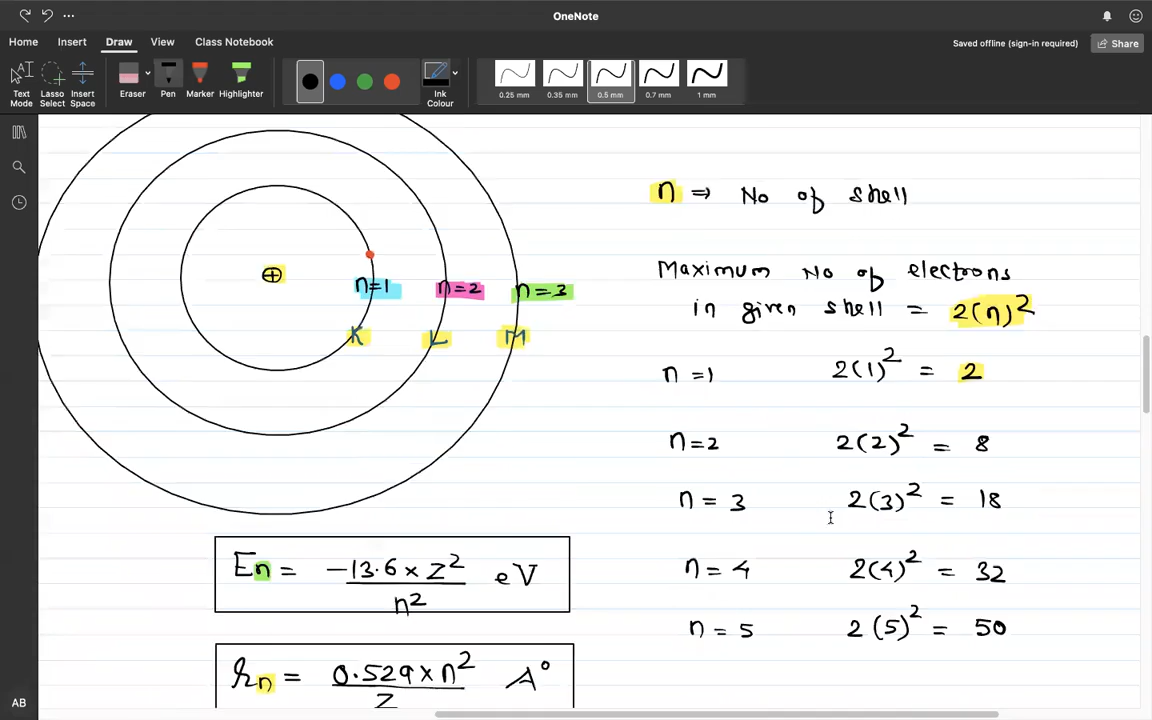 OneNote
Home Insert Draw View Class Notebook
Saved offline (sign-in required) Share
Text Mode
Lasso Select
Insert Space
Eraser
Pen
Marker
Highlighter
Ink Colour
0.25 mm 0.35 mm 0.5 mm 0.7 mm 1 mm
n=1 n=2 n=3
K L M
n ⇒ No of shell
Maximum No of electrons
in given shell = 2(n)²
n =1 2(1)² = 2
n=2 2(2)² = 8
n = 3 2(3)² = 18
n = 4 2(4)² = 32
n = 5 2(5)² = 50
En = -13.6 × Z² / n² eV
rn = 0.529 × n² / Z A°
AB